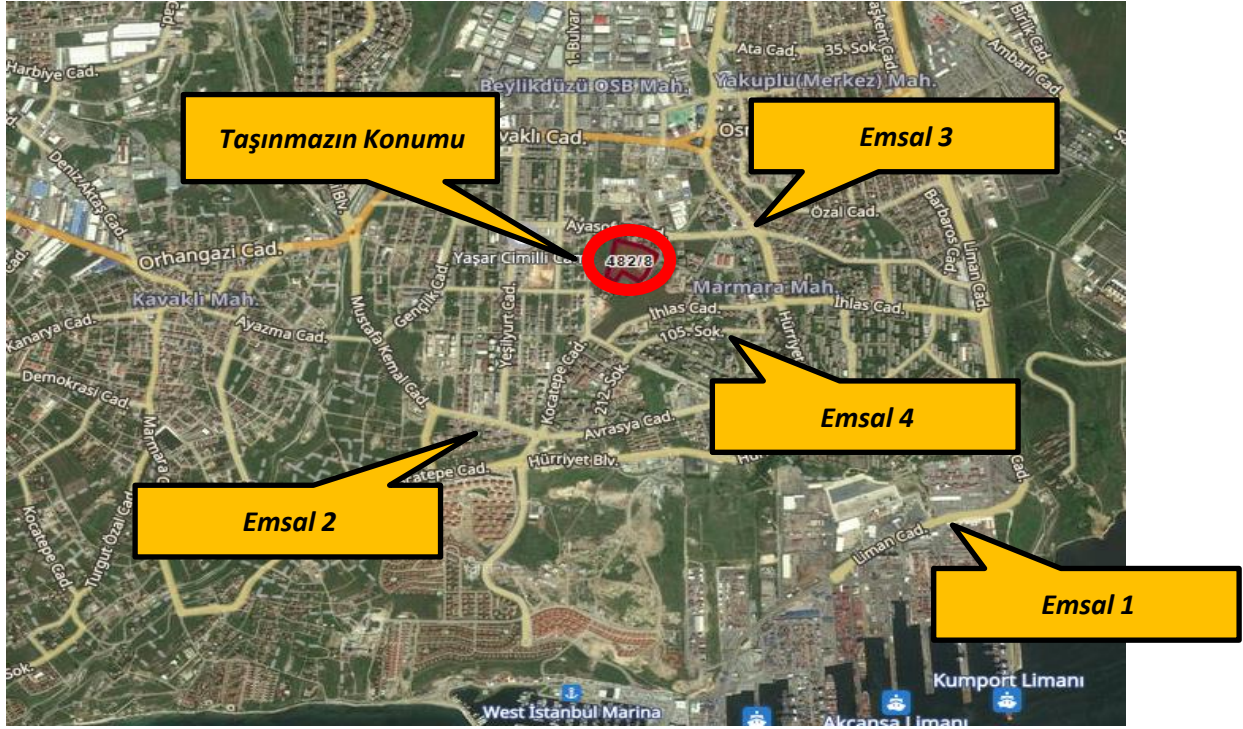 Birlik Cad.
1. Bulvar
Ata Cad.
35. Sok.
Ambarlı Cad.
Harbiye Cad.
Beylikdüzü OSB Mah.
Yakuplu(Merkez) Mah.
Taşınmazın Konumu
Emsal 3
Deniz Aktaş Cad.
Özal Cad.
Barbaros Cad.
Orhangazi Cad.
Yaşar Cimilli
482/8
Liman Cad.
Kavaklı Mah.
Marmara Mah.
Gençlik Cad.
İhlas Cad.
İhlas Cad.
Kanarya Cad.
Ayazma Cad.
105. Sok.
Yeşilyurt Cad.
Mustafa Kemal Cad.
Kocatepe Cad.
212. Sok.
Demokrasi Cad.
Emsal 4
Avrasya Cad.
Hürriyet Blv.
Emsal 2
Kocatepe Cad.
Turgut Özal Cad.
Liman Cad.
Emsal 1
Kumport Limanı
West İstanbul Marina
Akçansa Limanı